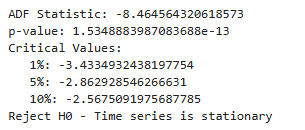 ADF Statistic: -8.464564320618573
p-value: 1.5348883987083688e-13
Critical Values:
1%: -3.4334932438197754
5%: -2.862928546266631
10%: -2.5675091975687785
Reject H0 - Time series is stationary